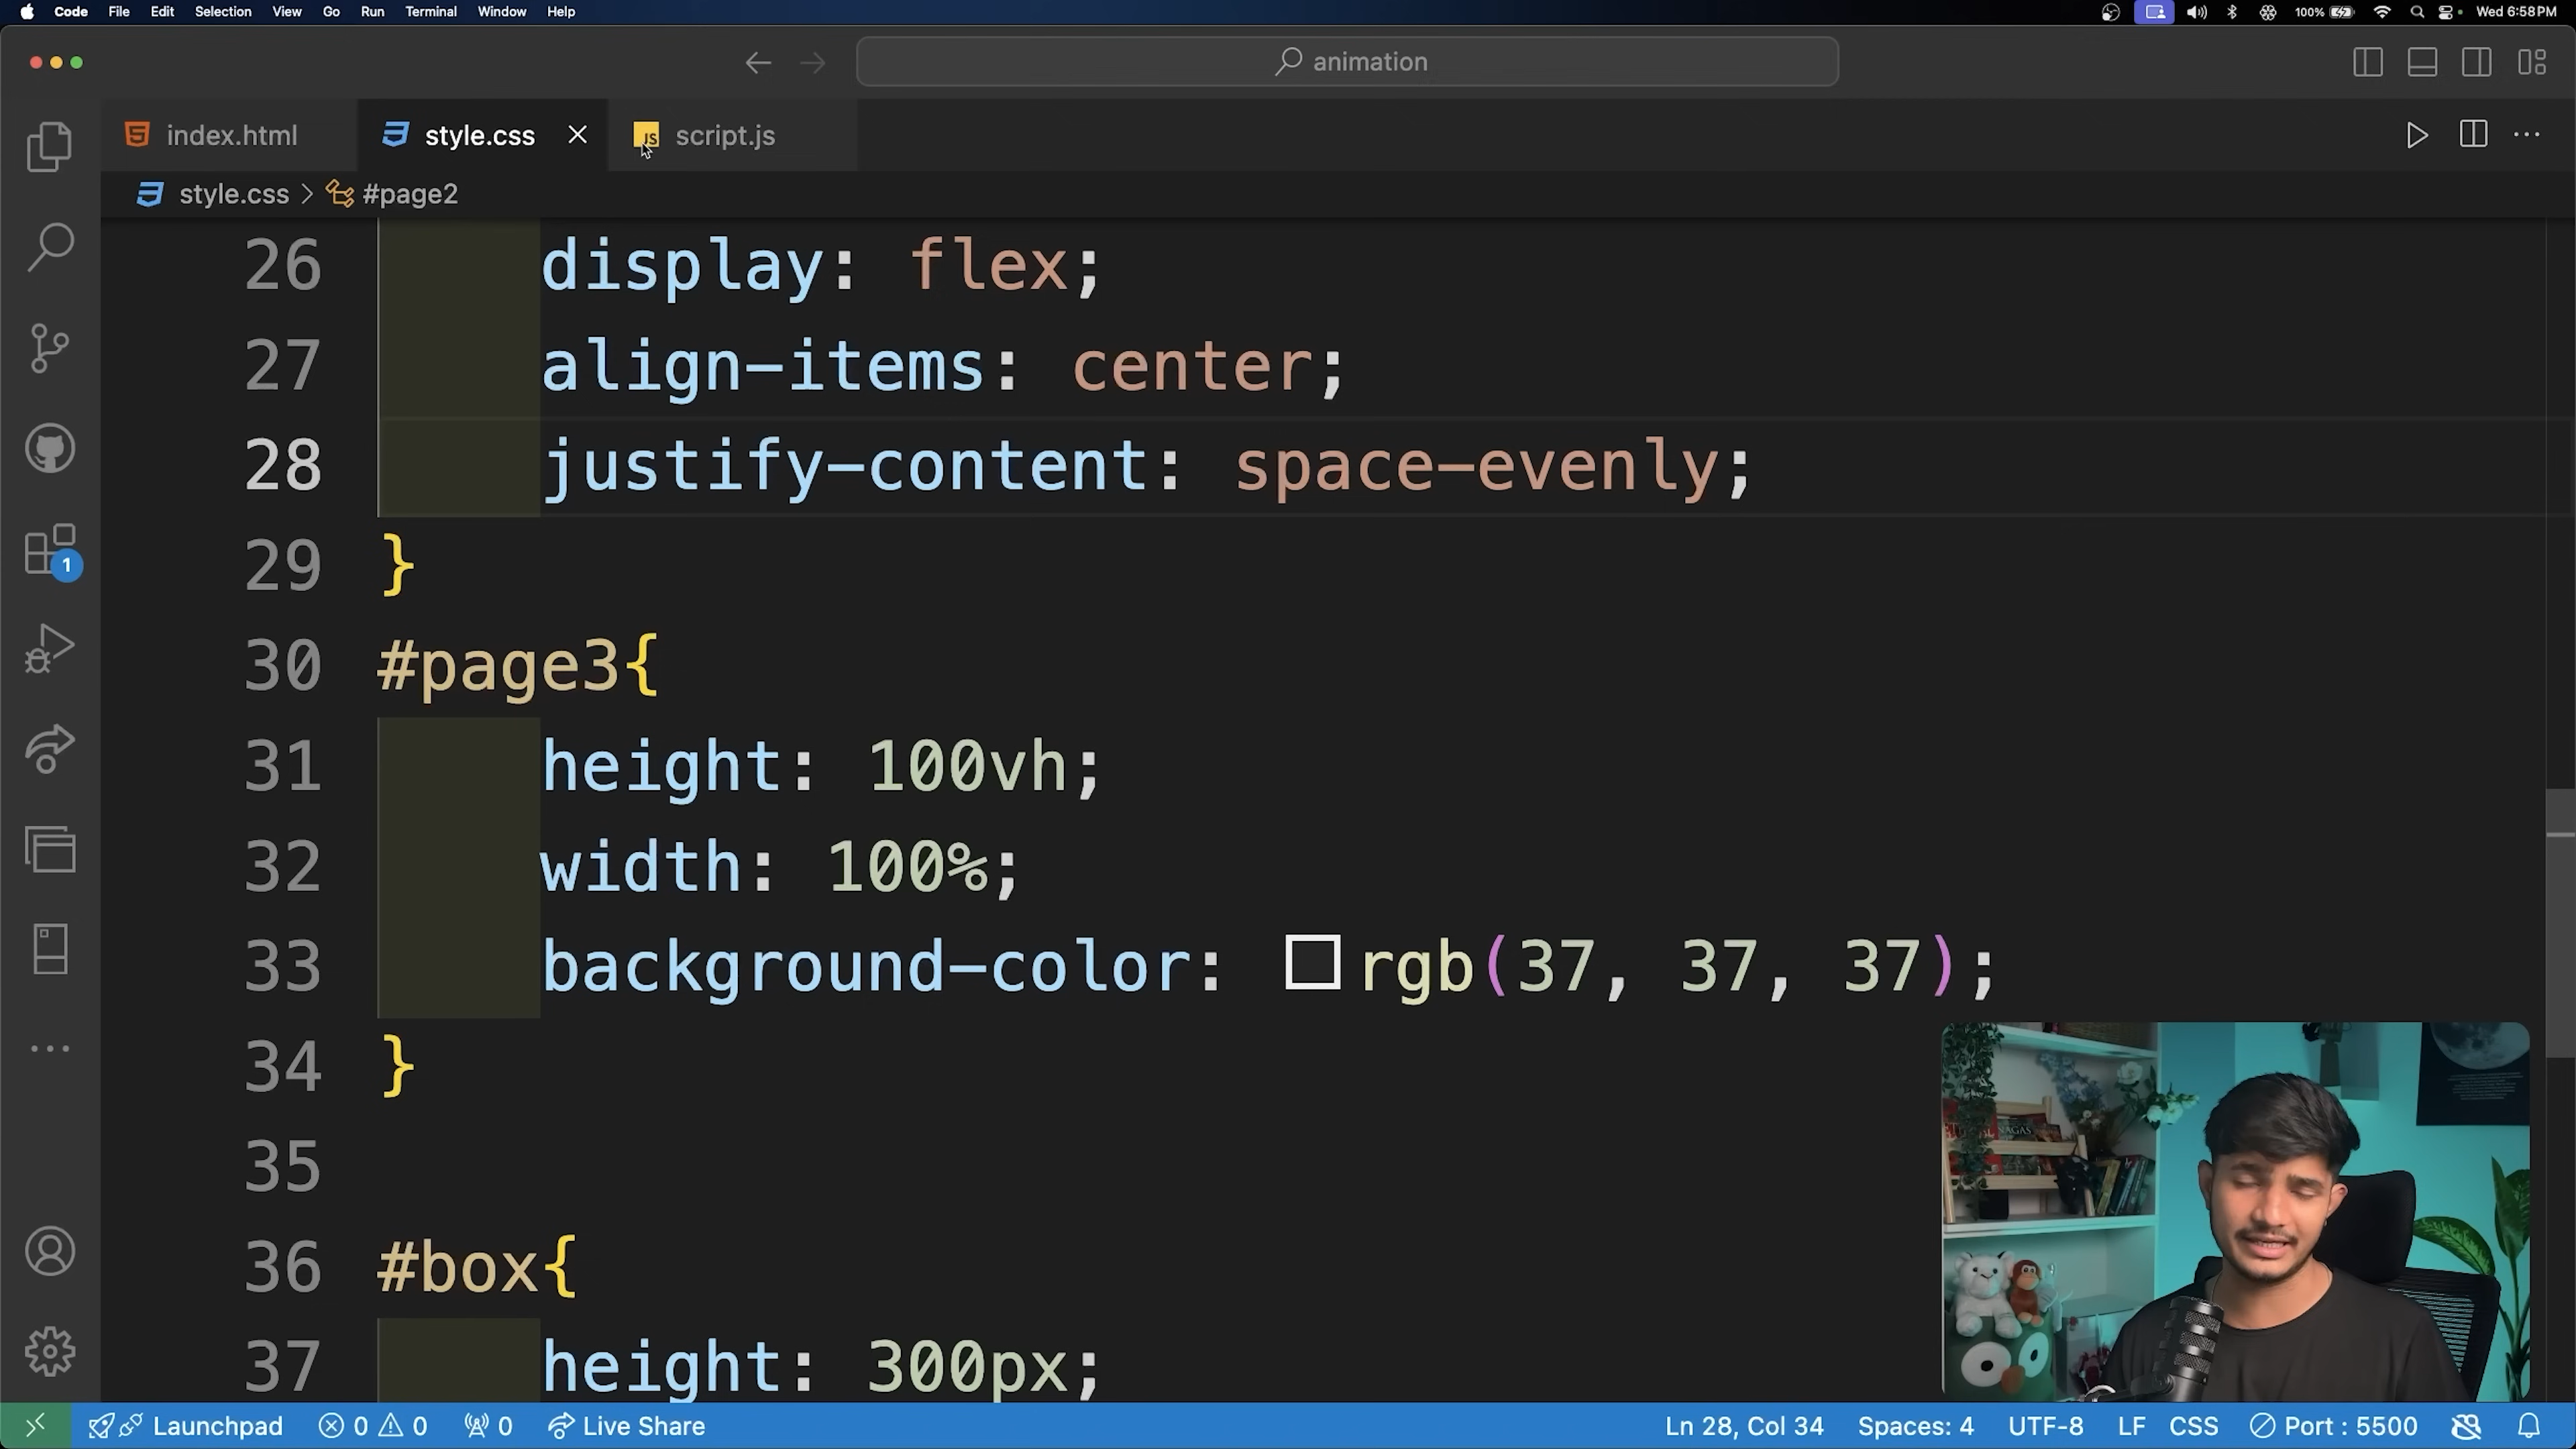 Code File Edit Selection View Go Run Terminal Window Help 100% Wed 6:58 PM
animation
index.html style.css JS script.js
style.css > #page2
26 display: flex;
27 align-items: center;
28 justify-content: space-evenly;
29 }
30 #page3{
31 height: 100vh;
32 width: 100%;
33 background-color: rgb(37, 37, 37);
34 }
35
36 #box{
37 height: 300px;
1
Launchpad 0 0 0 Live Share Ln 28, Col 34 Spaces: 4 UTF-8 LF CSS Port : 5500